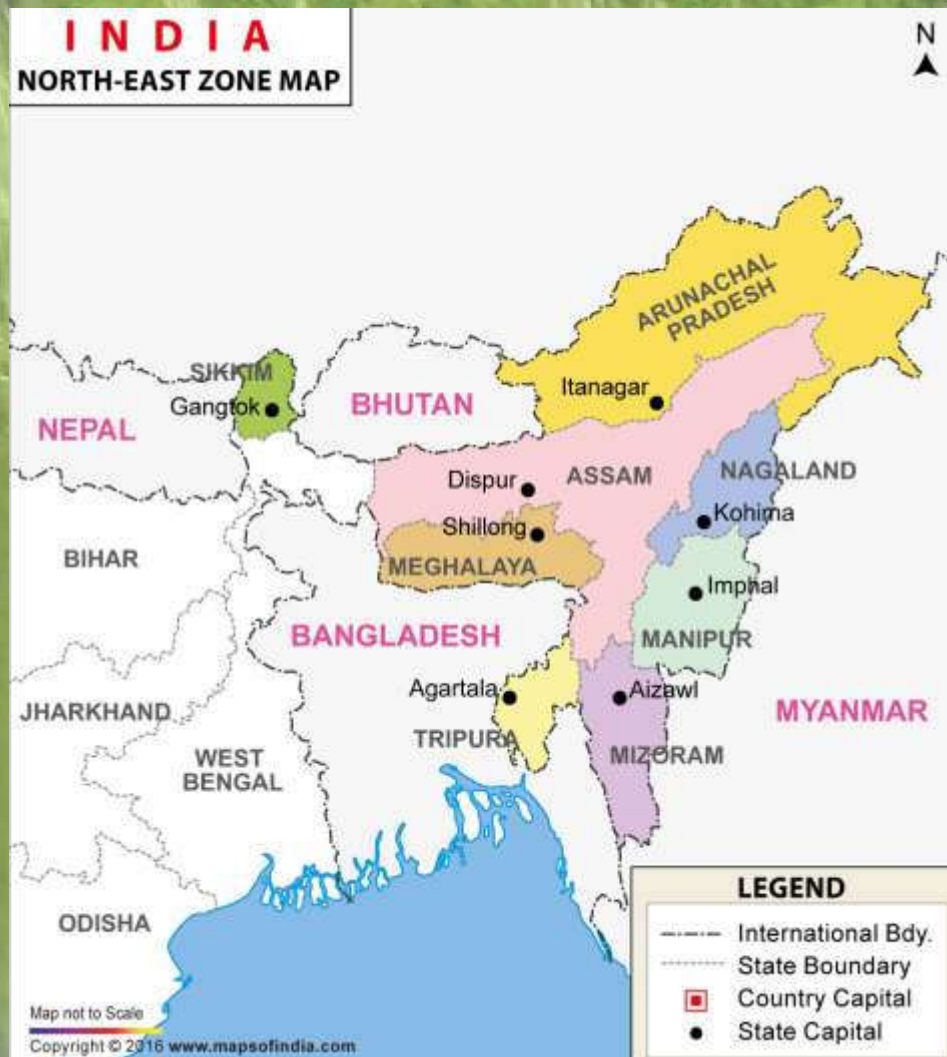 INDIA
NORTH-EAST ZONE MAP
N
ARUNACHAL
PRADESH
SIKKIM
Gangtok
BHUTAN
Itanagar
NEPAL
Dispur
ASSAM
NAGALAND
Shillong
Kohima
BIHAR
MEGHALAYA
Imphal
BANGLADESH
MANIPUR
Agartala
Aizawl
JHARKHAND
MYANMAR
TRIPURA
WEST
BENGAL
MIZORAM
ODISHA
LEGEND
International Bdy.
State Boundary
Country Capital
State Capital
Map not to Scale
Copyright © 2016 www.mapsofindia.com